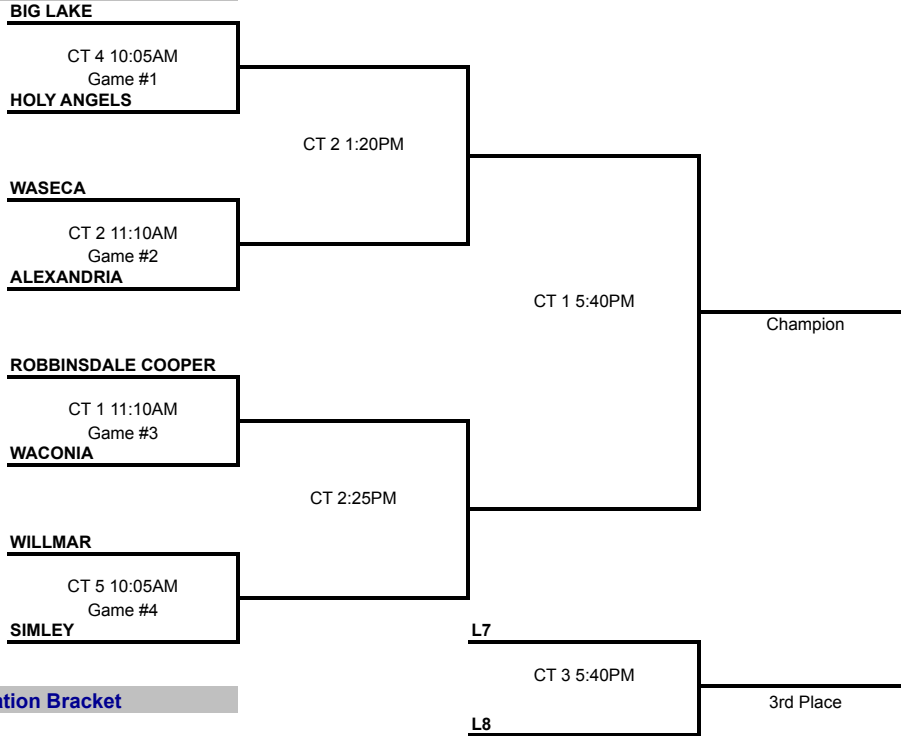 BIG LAKE
CT 4 10:05AM
Game #1
HOLY ANGELS
CT 2 1:20PM
WASECA
CT 2 11:10AM
Game #2
ALEXANDRIA
CT 1 5:40PM
Champion
ROBBINSDALE COOPER
CT 1 11:10AM
Game #3
WACONIA
CT 2:25PM
WILLMAR
CT 5 10:05AM
Game #4
SIMLEY
L7
CT 3 5:40PM
3rd Place
L8
Bracket